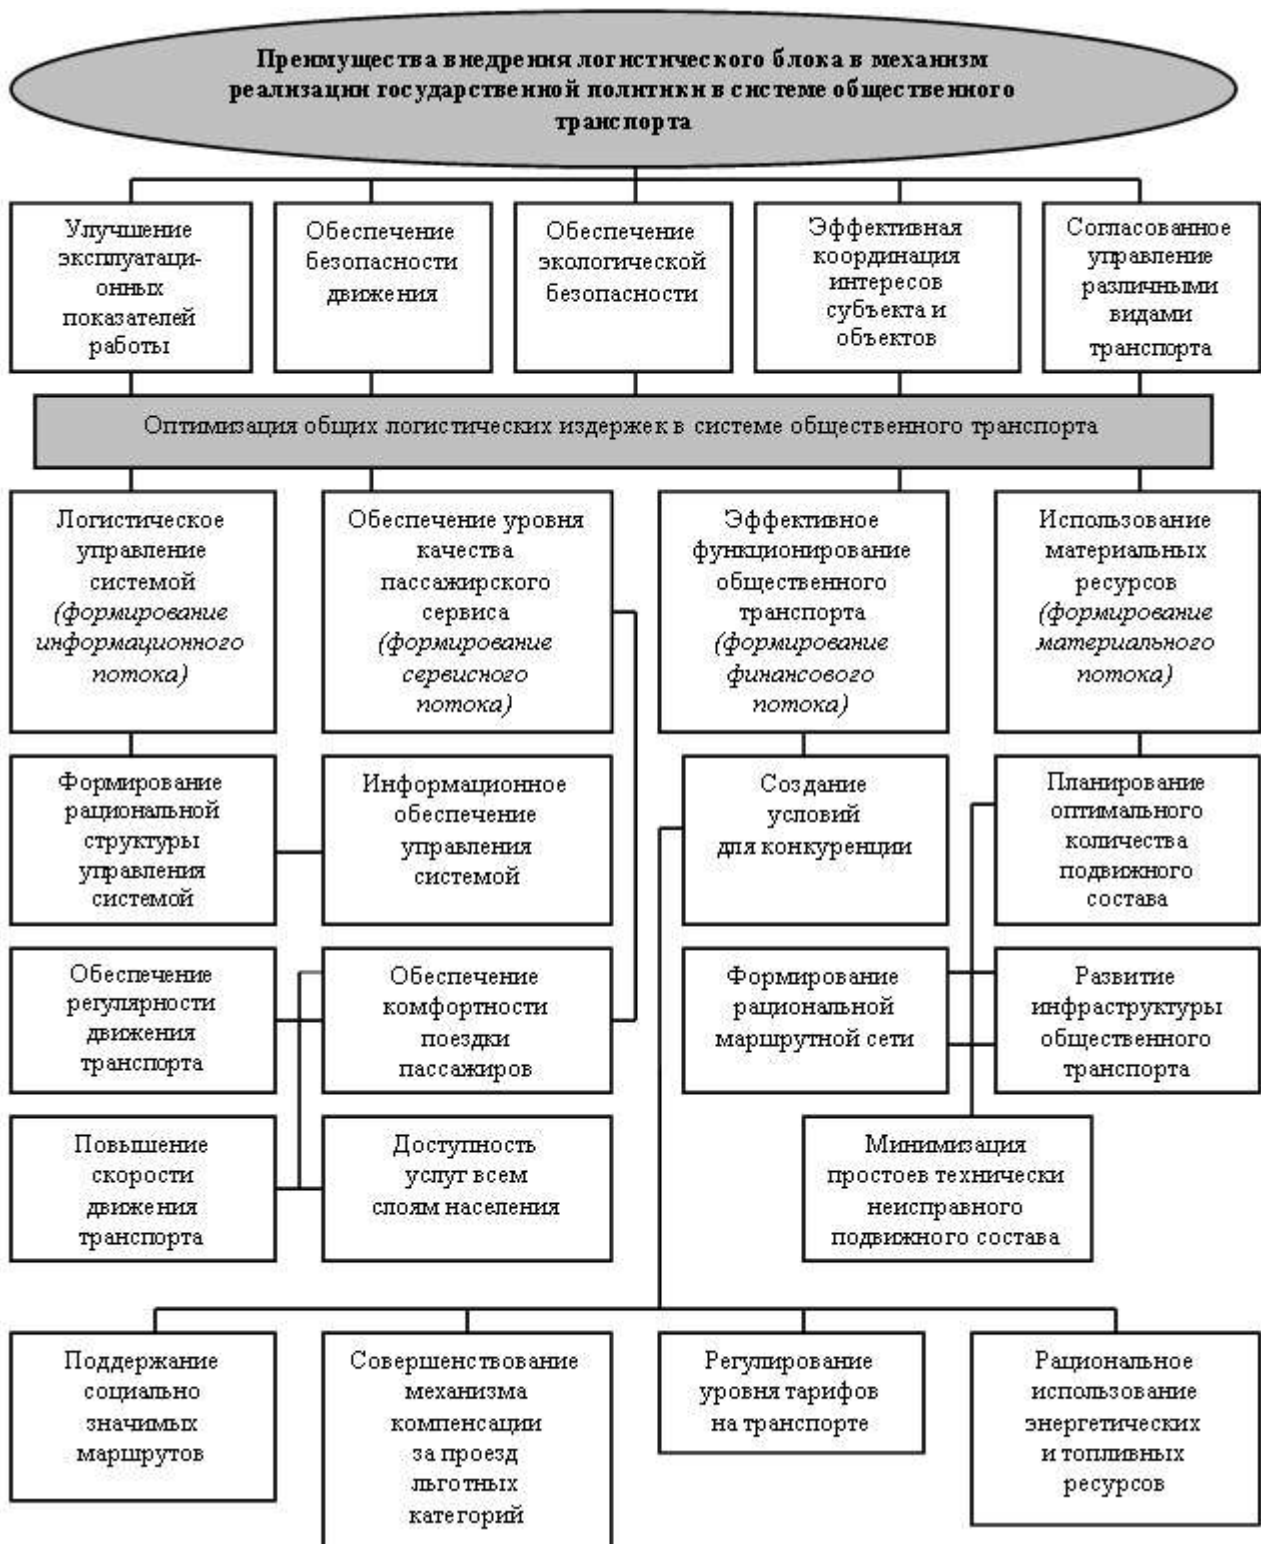 Преимущества внедрения логистического блока в механизм
реализации государственной политики в системе общественного
транспорта
Улучшение
эксплуатаци-
онных
показателей
работы
Обеспечение
безопасности
движения
Обеспечение
экологической
безопасности
Эффективная
координация
интересов
субъекта и
объектов
Согласованное
управление
различными
видами
транспорта
Оптимизация общих логистических издержек в системе общественного транспорта
Логистическое
управление
системой
(формирование
информационного
потока)
Обеспечение уровня
качества
пассажирского
сервиса
(формирование
сервисного
потока)
Эффективное
функционирование
общественного
транспорта
(формирование
финансового
потока)
Использование
материальных
ресурсов
(формирование
материального
потока)
Формирование
рациональной
структуры
управления
системой
Информационное
обеспечение
управления
системой
Создание
условий
для конкуренции
Планирование
оптимального
количества
подвижного
состава
Обеспечение
регулярности
движения
транспорта
Обеспечение
комфортности
поездки
пассажиров
Формирование
рациональной
маршрутной сети
Развитие
инфраструктуры
общественного
транспорта
Повышение
скорости
движения
транспорта
Доступность
услуг всем
слоям населения
Минимизация
простоев технически
неисправного
подвижного состава
Поддержание
социально
значимых
маршрутов
Совершенствование
механизма
компенсации
за проезд
льготных
категорий
Регулирование
уровня тарифов
на транспорте
Рациональное
использование
энергетических
и топливных
ресурсов